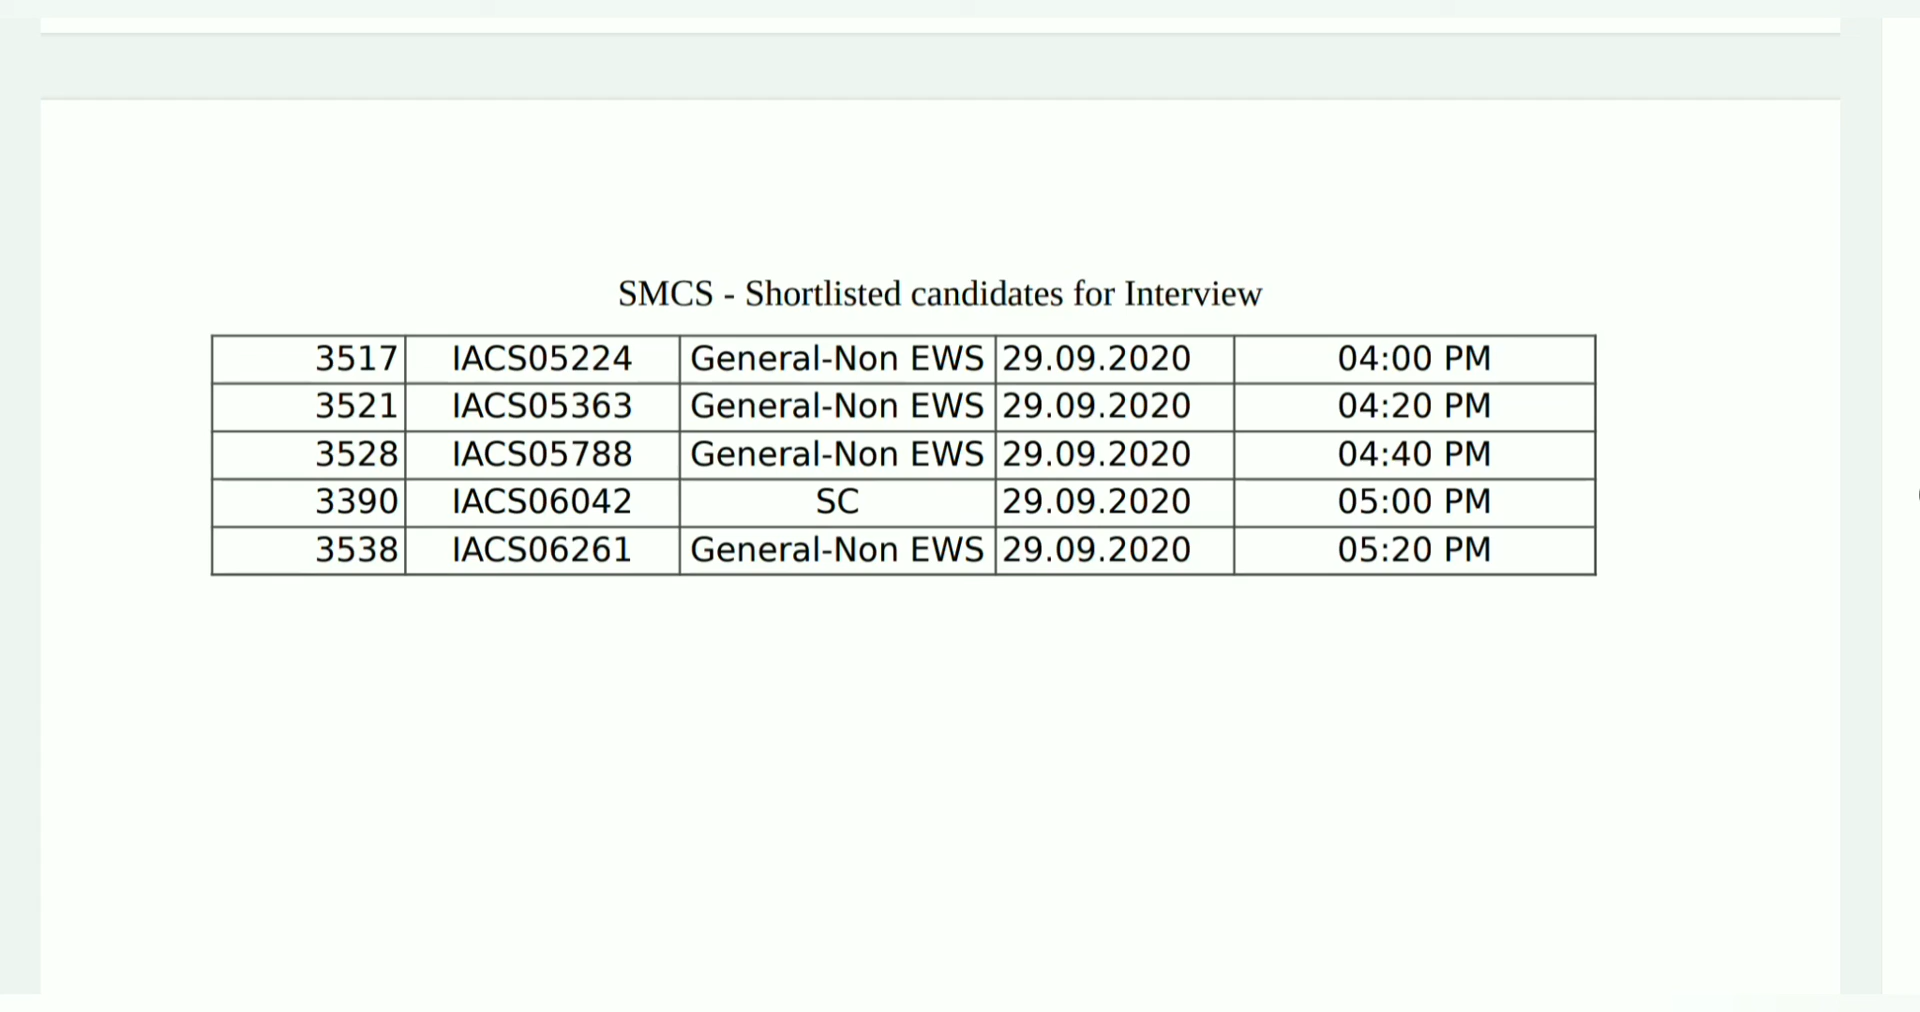 SMCS - Shortlisted candidates for Interview
3517 IACS05224 General-Non EWS 29.09.2020 04:00 PM
3521 IACS05363 General-Non EWS 29.09.2020 04:20 PM
3528 IACS05788 General-Non EWS 29.09.2020 04:40 PM
3390 IACS06042 SC 29.09.2020 05:00 PM
3538 IACS06261 General-Non EWS 29.09.2020 05:20 PM